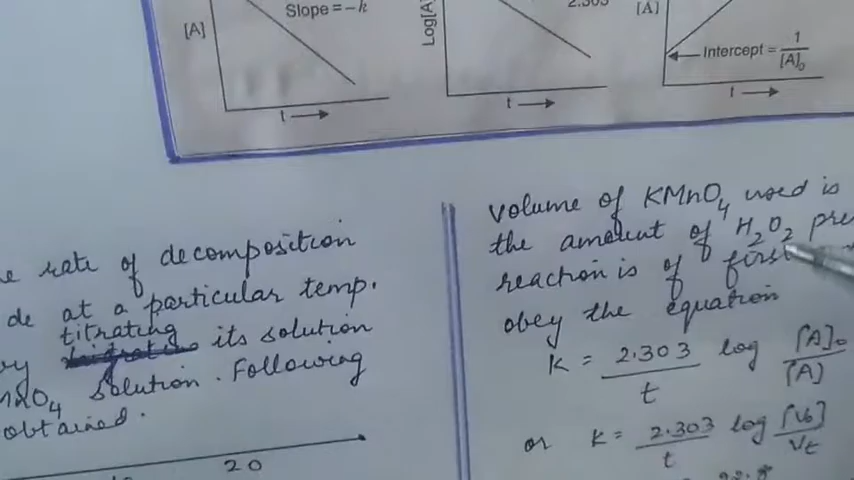 [A]
Slope = -k
t
Log[A]
2.303
t
[A]
Intercept = 1/[A]₀
t
rate of decomposition
at a particular temp.
titrating its solution
solution. Following
obtained.
20
volume of KMnO₄ used is
the amount of H₂O₂
reaction is of first
obey the equation
K = 2.303/t log [A]₀/[A]
or K = 2.303/t log [V₀]/Vt